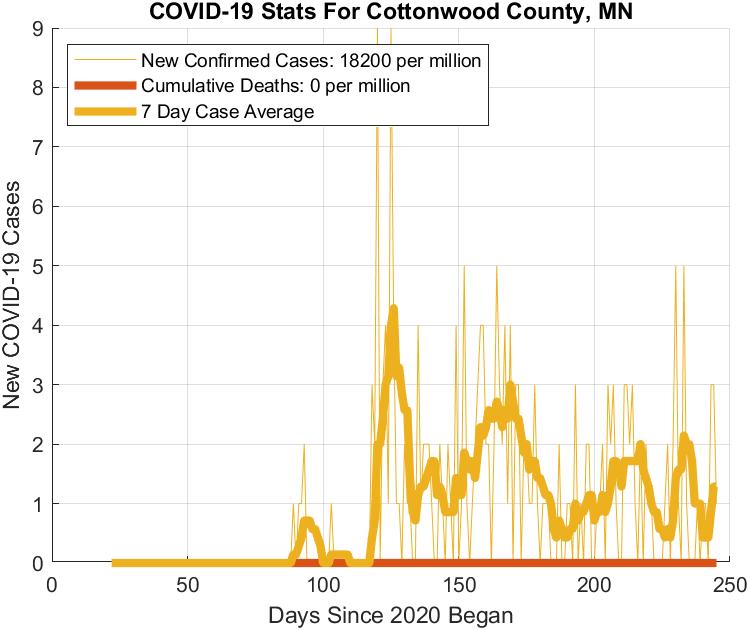 COVID-19 Stats For Cottonwood County, MN
New Confirmed Cases: 18200 per million
Cumulative Deaths: 0 per million
7 Day Case Average
New COVID-19 Cases
9
8
7
6
5
4
3
2
1
0
0 50 100 150 200 250
Days Since 2020 Began